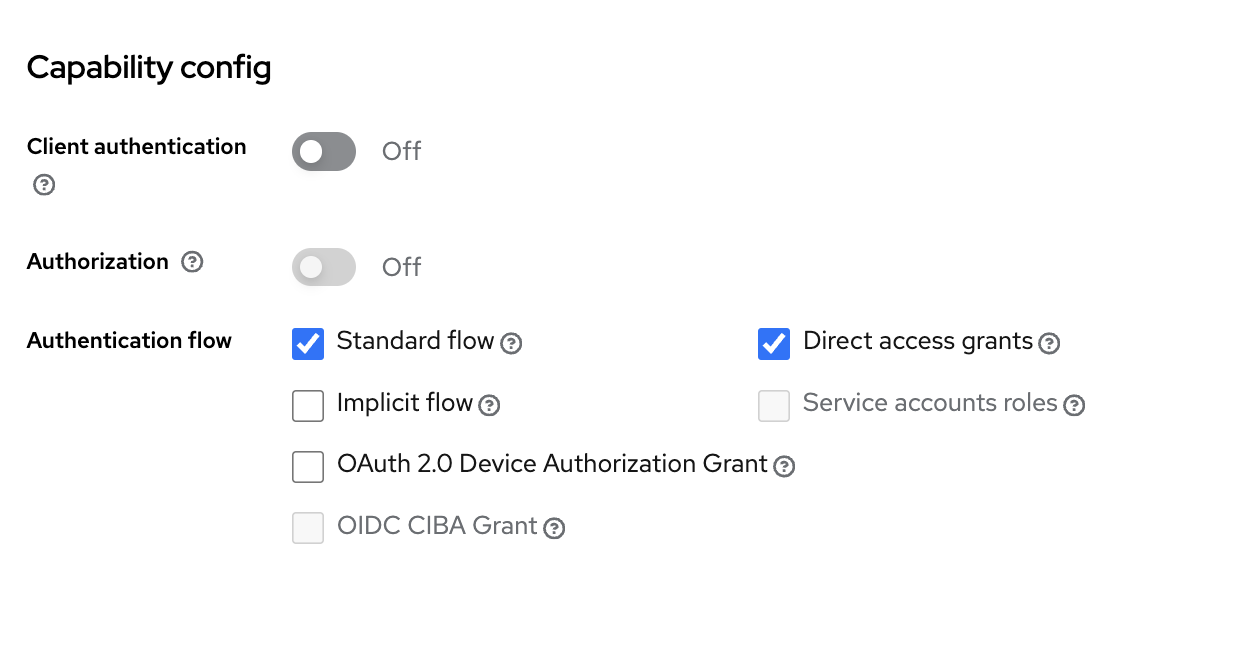 Capability config
Client authentication
Off
Authorization
Off
Authentication flow
Standard flow
Direct access grants
Implicit flow
Service accounts roles
OAuth 2.0 Device Authorization Grant
OIDC CIBA Grant